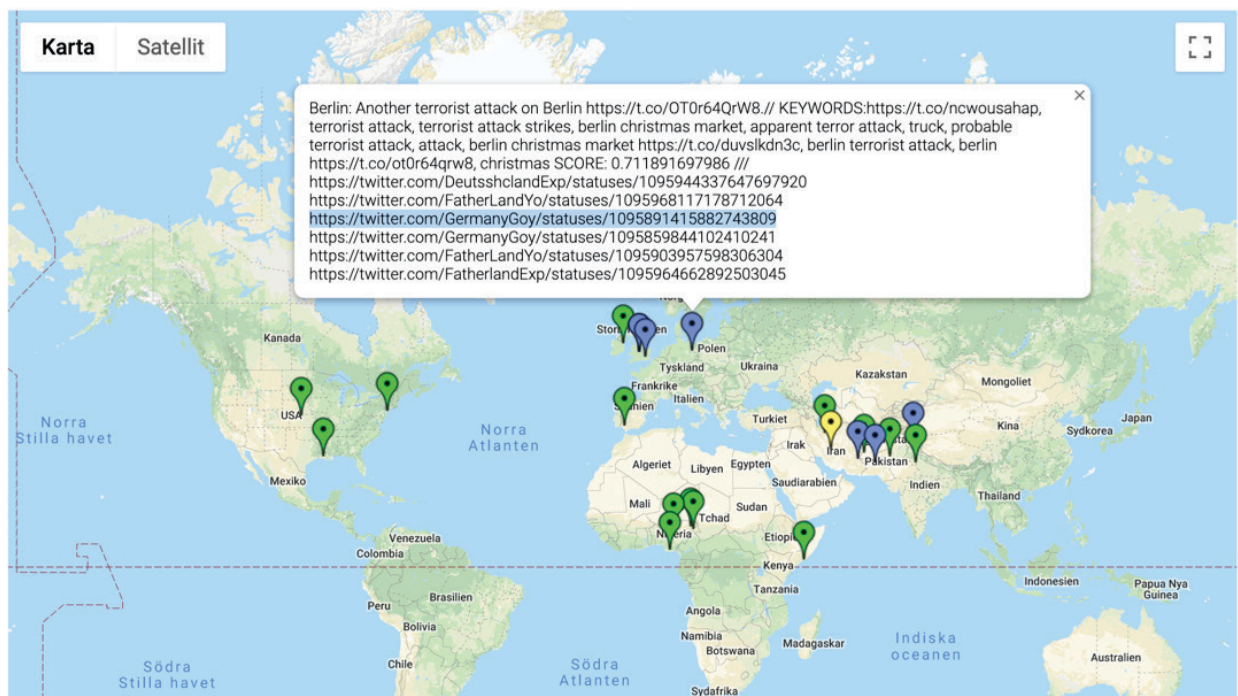 Karta
Satellit
Berlin: Another terrorist attack on Berlin https://t.co/OT0r64QrW8.// KEYWORDS:https://t.co/ncwousahap,
terrorist attack, terrorist attack strikes, berlin christmas market, apparent terror attack, truck, probable
terrorist attack, attack, berlin christmas market https://t.co/duvslkdn3c, berlin terrorist attack, berlin
https://t.co/ot0r64qrw8, christmas SCORE: 0.711891697986 ///
https://twitter.com/DeutsshclandExp/statuses/1095944337647697920
https://twitter.com/FatherLandYo/statuses/1095968117178712064
https://twitter.com/GermanyGoy/statuses/1095891415882743809
https://twitter.com/GermanyGoy/statuses/1095859844102410241
https://twitter.com/FatherLandYo/statuses/1095903957598306304
https://twitter.com/FatherlandExp/statuses/1095964662892503045
Kanada
Polen
Tyskland
Ukraina
Kazakstan
Mongoliet
Frankrike
USA
Italien
Norra
Stilla havet
Norra
Atlanten
Turkiet
Kina
Japan
Sydkorea
Irak
Iran
Pakistan
Algeriet
Libyen
Egypten
Saudiarabien
Indien
Mexiko
Mali
Sudan
Tchad
Thailand
Venezuela
Colombia
Kenya
Tanzania
Indonesien
Papua Nya
Guinea
Brasilien
Peru
Angola
Bolivia
Namibia
Botswana
Madagaskar
Indiska
oceanen
Australien
Chile
Södra
Stilla havet
Södra
Atlanten
Sydafrika